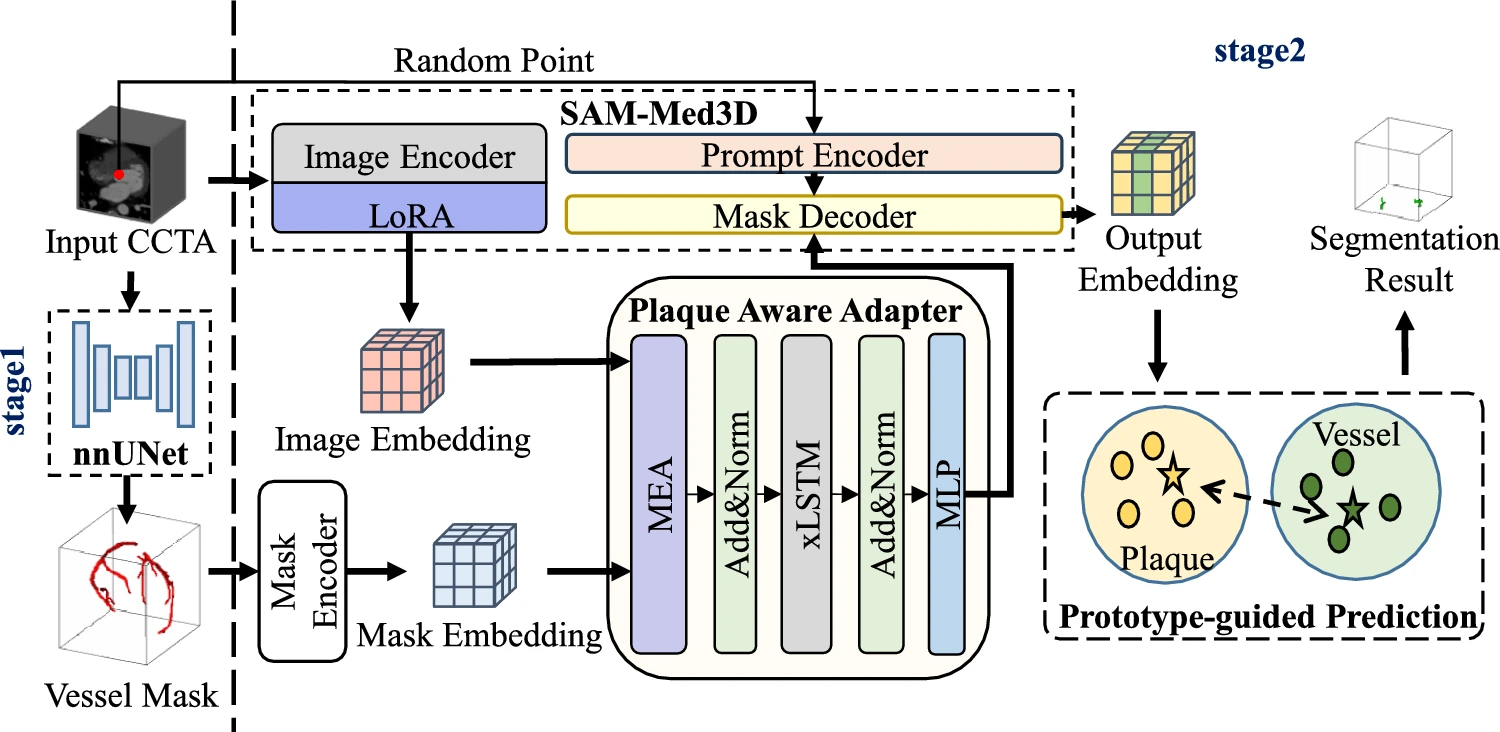 stage2
Random Point
SAM-Med3D
Image Encoder
Prompt Encoder
LoRA
Mask Decoder
Input CCTA
Output
Embedding
Segmentation
Result
stage1
nnUNet
Plaque Aware Adapter
Image Embedding
MEA
Add&Norm
xLSTM
Add&Norm
MLP
Vessel
Plaque
Prototype-guided Prediction
Mask
Encoder
Mask Embedding
Vessel Mask